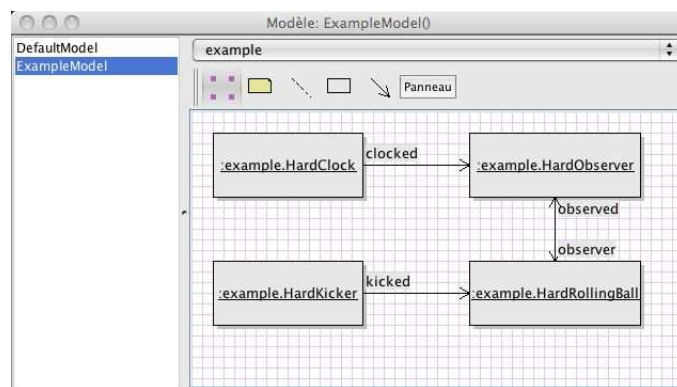 Modèle: ExampleModel()
DefaultModel
ExampleModel
example
Panneau
:example.HardClock
clocked
:example.HardObserver
observed
observer
:example.HardKicker
kicked
:example.HardRollingBall